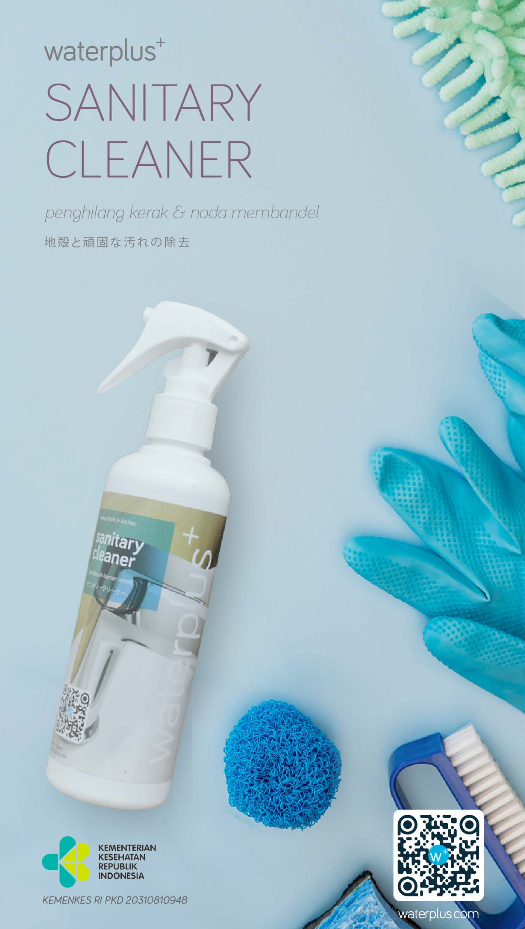 waterplus+
SANITARY
CLEANER
penghilang kerak & noda membandel
地殻と頑固な汚れの除去
sanitary
cleaner
waterplus+
KEMENTERIAN
KESEHATAN
REPUBLIK
INDONESIA
KEMENKES RI PKD 20310810948
w+
waterplus.com